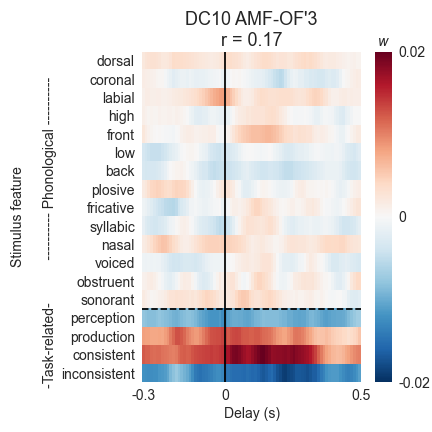 DC10 AMF-OF'3
r = 0.17
w
dorsal
coronal
labial
high
front
low
back
plosive
fricative
syllabic
nasal
voiced
obstruent
sonorant
perception
production
consistent
inconsistent
Stimulus feature
---------- Phonological ----------
-Task-related-
0.02
0
-0.02
-0.3
0
0.5
Delay (s)